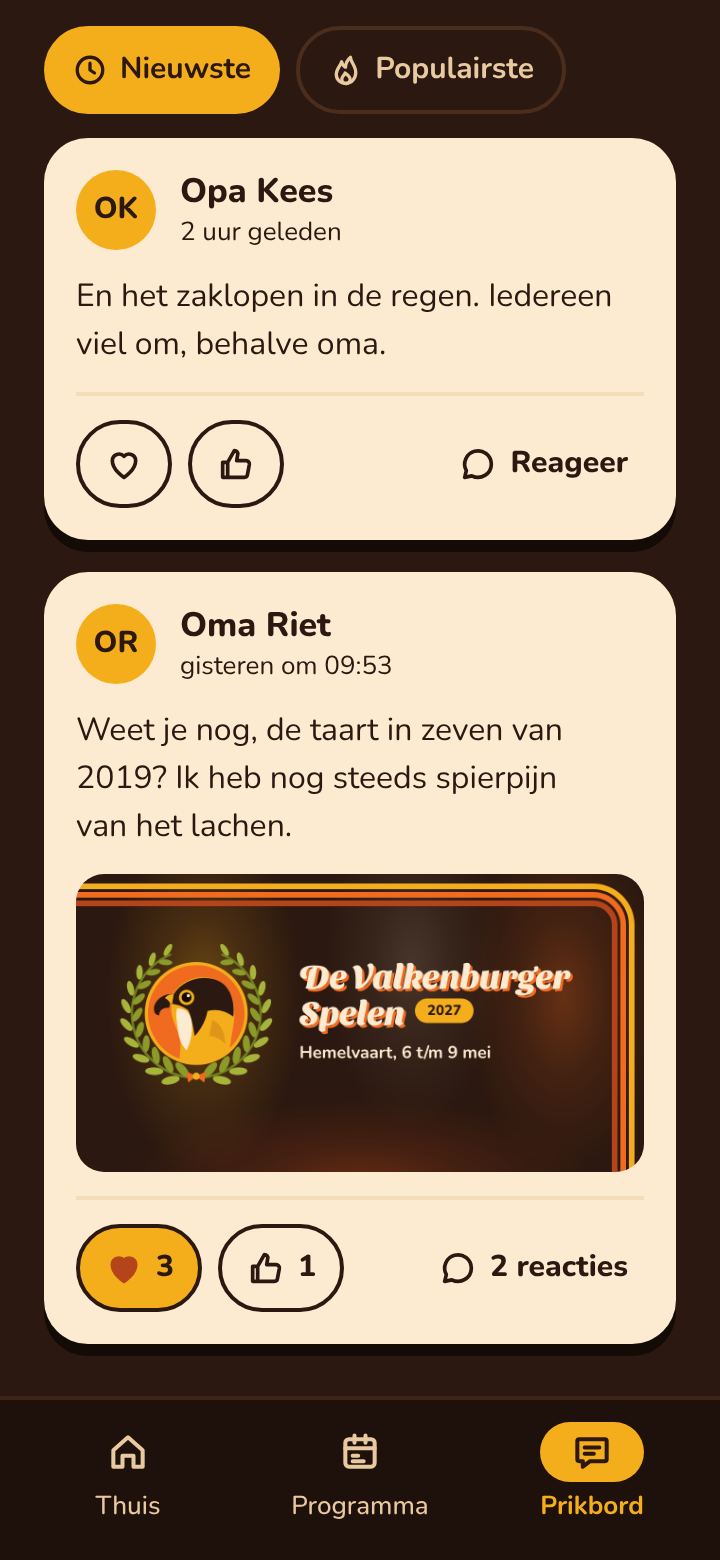 Nieuwste
Populairste
OK
Opa Kees
2 uur geleden
En het zaklopen in de regen. Iedereen
viel om, behalve oma.
Reageer
OR
Oma Riet
gisteren om 09:53
Weet je nog, de taart in zeven van
2019? Ik heb nog steeds spierpijn
van het lachen.
De Valkenburger
Spelen 2027
Hemelvaart, 6 t/m 9 mei
3
1
2 reacties
Thuis
Programma
Prikbord